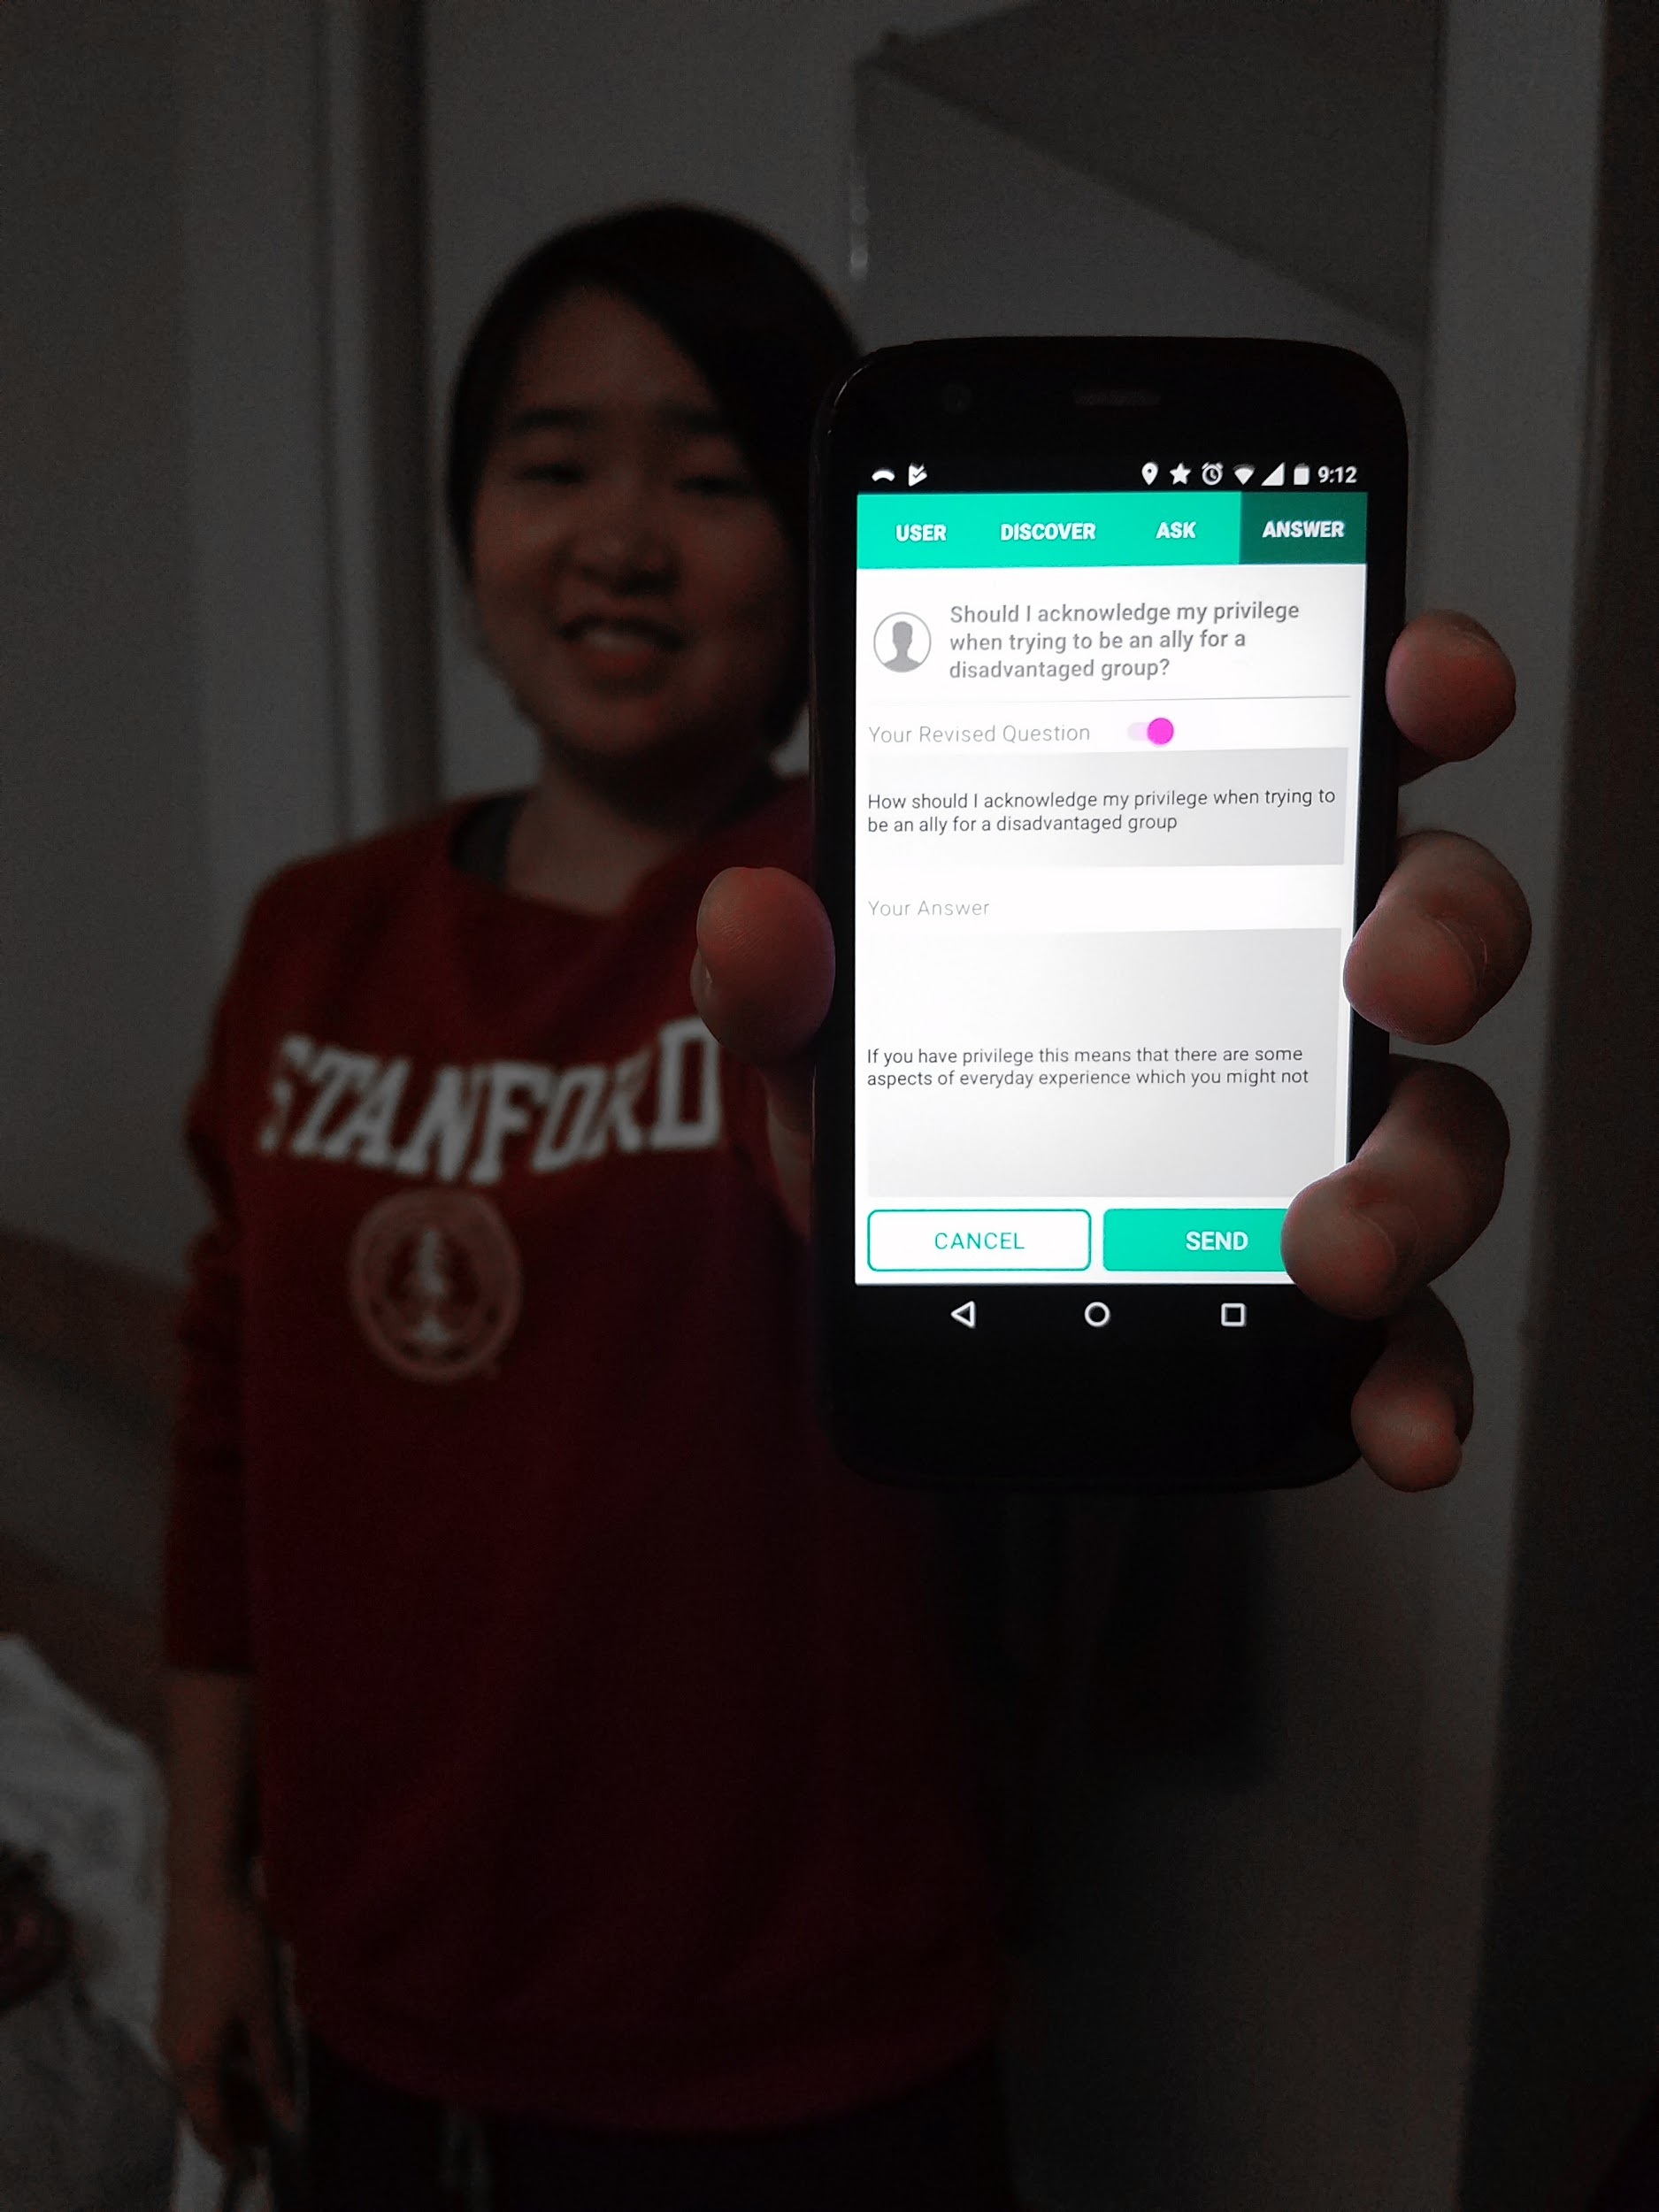 9:12
USER DISCOVER ASK ANSWER
Should I acknowledge my privilege
when trying to be an ally for a
disadvantaged group?
Your Revised Question
How should I acknowledge my privilege when trying to
be an ally for a disadvantaged group
Your Answer
If you have privilege this means that there are some
aspects of everyday experience which you might not
CANCEL SEND
STANFORD